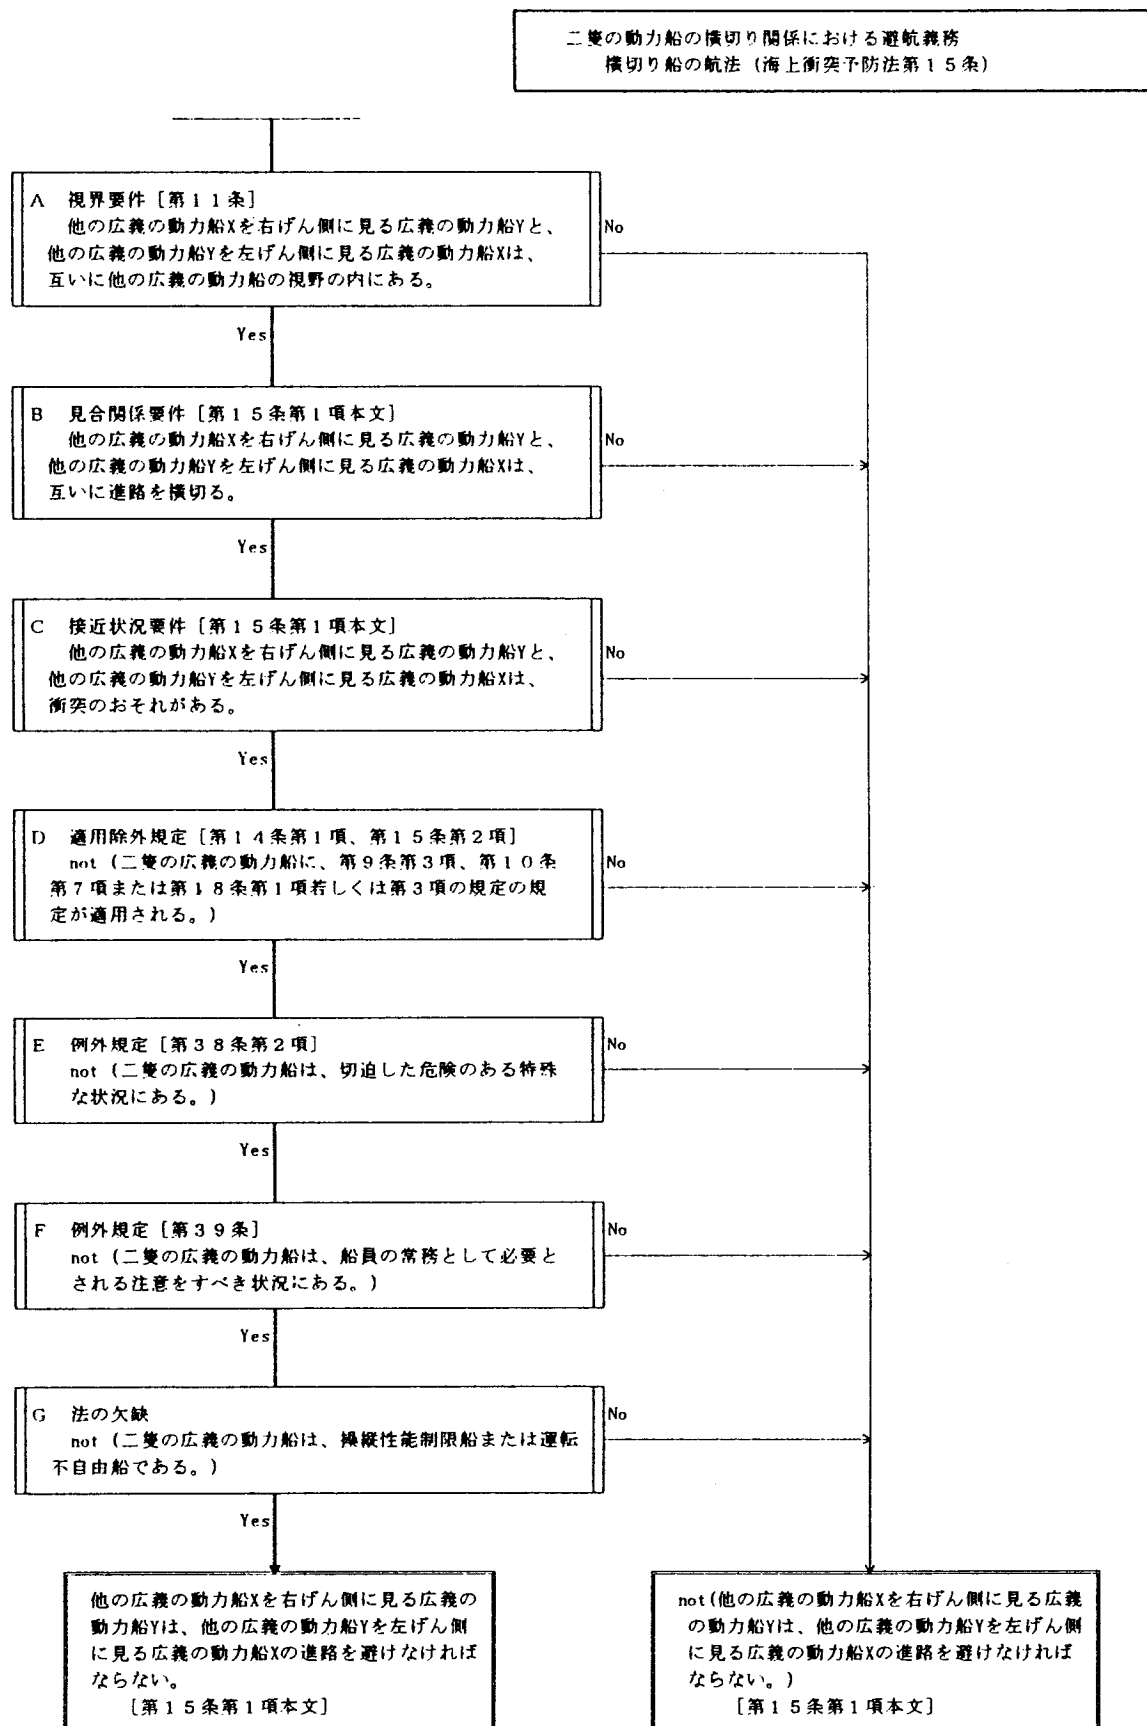 二隻の動力船の横切り関係における避航義務
横切り船の航法（海上衝突予防法第１５条）
A　視界要件［第１１条］
他の広義の動力船Xを右げん側に見る広義の動力船Yと、
他の広義の動力船Yを左げん側に見る広義の動力船Xは、
互いに他の広義の動力船の視野の内にある。
No
Yes
B　見合関係要件［第１５条第１項本文］
他の広義の動力船Xを右げん側に見る広義の動力船Yと、
他の広義の動力船Yを左げん側に見る広義の動力船Xは、
互いに進路を横切る。
No
Yes
C　接近状況要件［第１５条第１項本文］
他の広義の動力船Xを右げん側に見る広義の動力船Yと、
他の広義の動力船Yを左げん側に見る広義の動力船Xは、
衝突のおそれがある。
No
Yes
D　適用除外規定［第１４条第１項、第１５条第２項］
not（二隻の広義の動力船に、第９条第３項、第１０条
第７項または第１８条第１項若しくは第３項の規定の規
定が適用される。）
No
Yes
E　例外規定［第３８条第２項］
not（二隻の広義の動力船は、切迫した危険のある特殊
な状況にある。）
No
Yes
F　例外規定［第３９条］
not（二隻の広義の動力船は、船員の常務として必要と
される注意をすべき状況にある。）
No
Yes
G　法の欠缺
not（二隻の広義の動力船は、操縦性能制限船または運転
不自由船である。）
No
Yes
他の広義の動力船Xを右げん側に見る広義の
動力船Yは、他の広義の動力船Yを左げん側
に見る広義の動力船Xの進路を避けなければ
ならない。
［第１５条第１項本文］
not(他の広義の動力船Xを右げん側に見る広義
の動力船Yは、他の広義の動力船Yを左げん側
に見る広義の動力船Xの進路を避けなければ
ならない。）
［第１５条第１項本文］